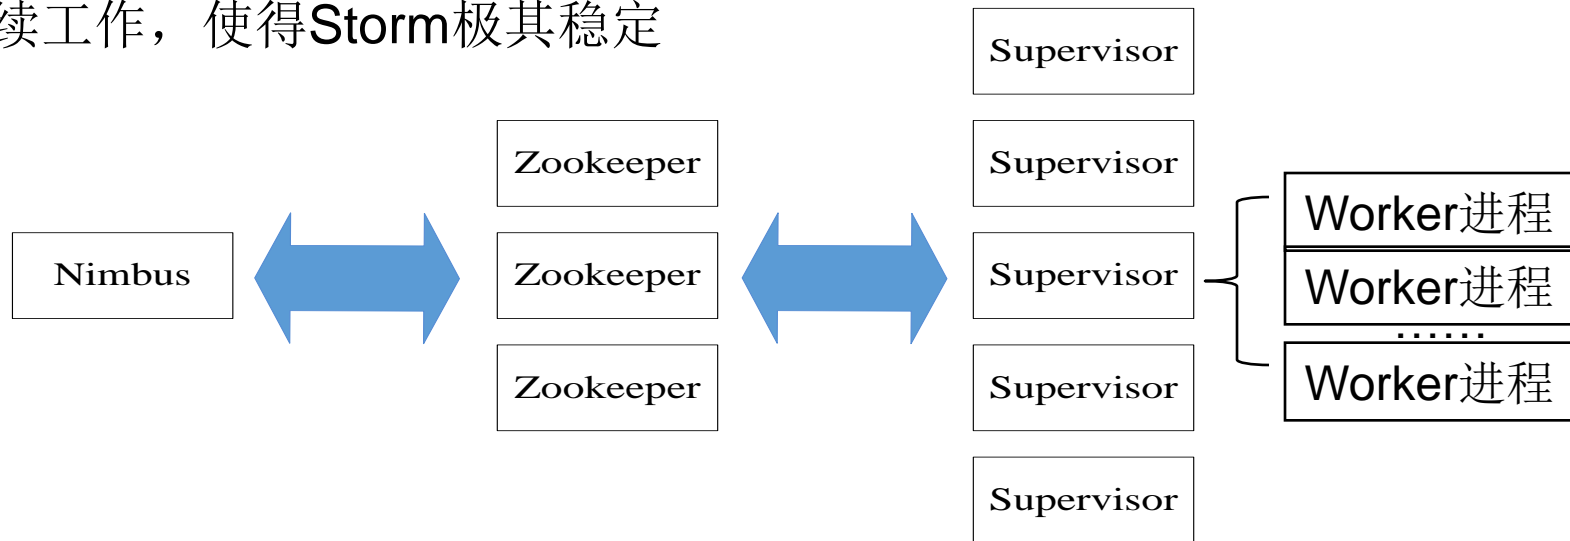 续工作，使得Storm极其稳定
Supervisor
Zookeeper
Supervisor
Worker进程
Nimbus
Zookeeper
Supervisor
Worker进程
......
Zookeeper
Supervisor
Worker进程
Supervisor